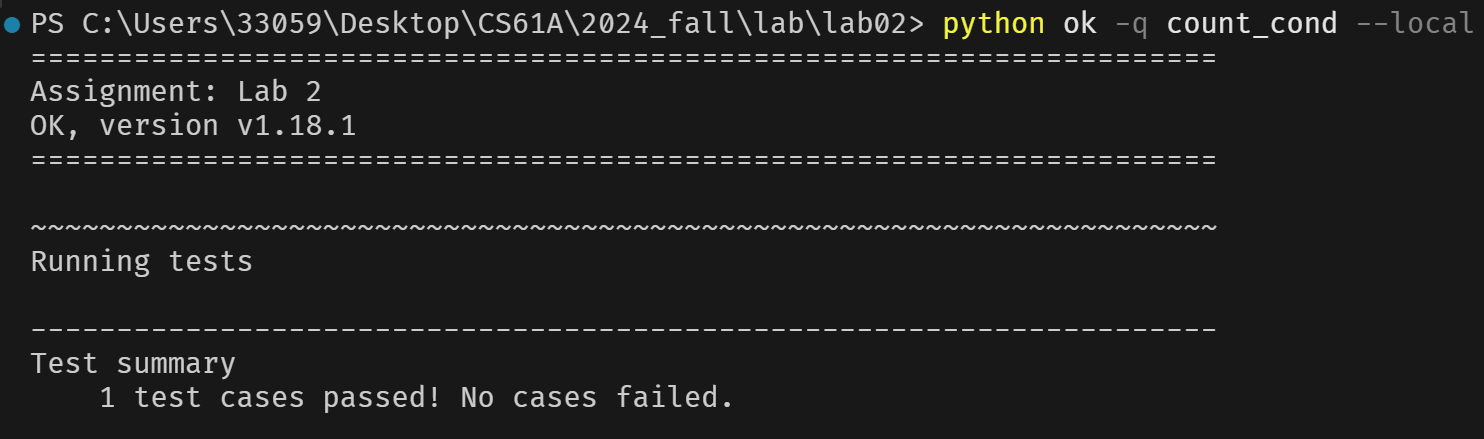 PS C:\Users\33059\Desktop\CS61A\2024_fall\lab\lab02> python ok -q count_cond --local
=====================================================================
Assignment: Lab 2
OK, version v1.18.1
=====================================================================
~~~~~~~~~~~~~~~~~~~~~~~~~~~~~~~~~~~~~~~~~~~~~~~~~~~~~~~~~~~~~~~~~~~~~
Running tests
---------------------------------------------------------------------
Test summary
    1 test cases passed! No cases failed.